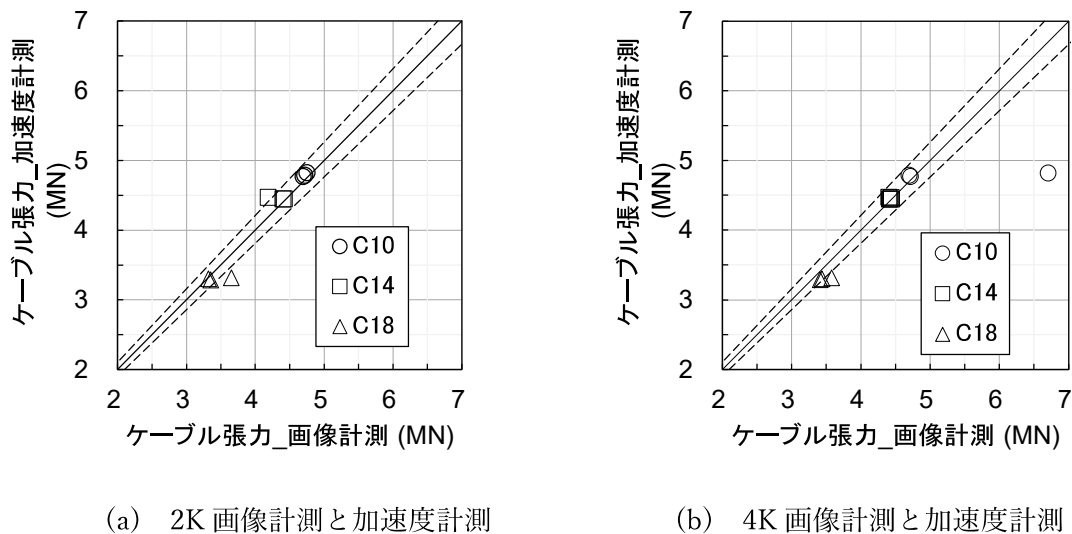 7
6
5
4
3
2
2 3 4 5 6 7
ケーブル張力_加速度計測
(MN)
C10
C14
C18
ケーブル張力_画像計測 (MN)
(a) 2K 画像計測と加速度計測
7
6
5
4
3
2
2 3 4 5 6 7
ケーブル張力_加速度計測
(MN)
C10
C14
C18
ケーブル張力_画像計測 (MN)
(b) 4K 画像計測と加速度計測